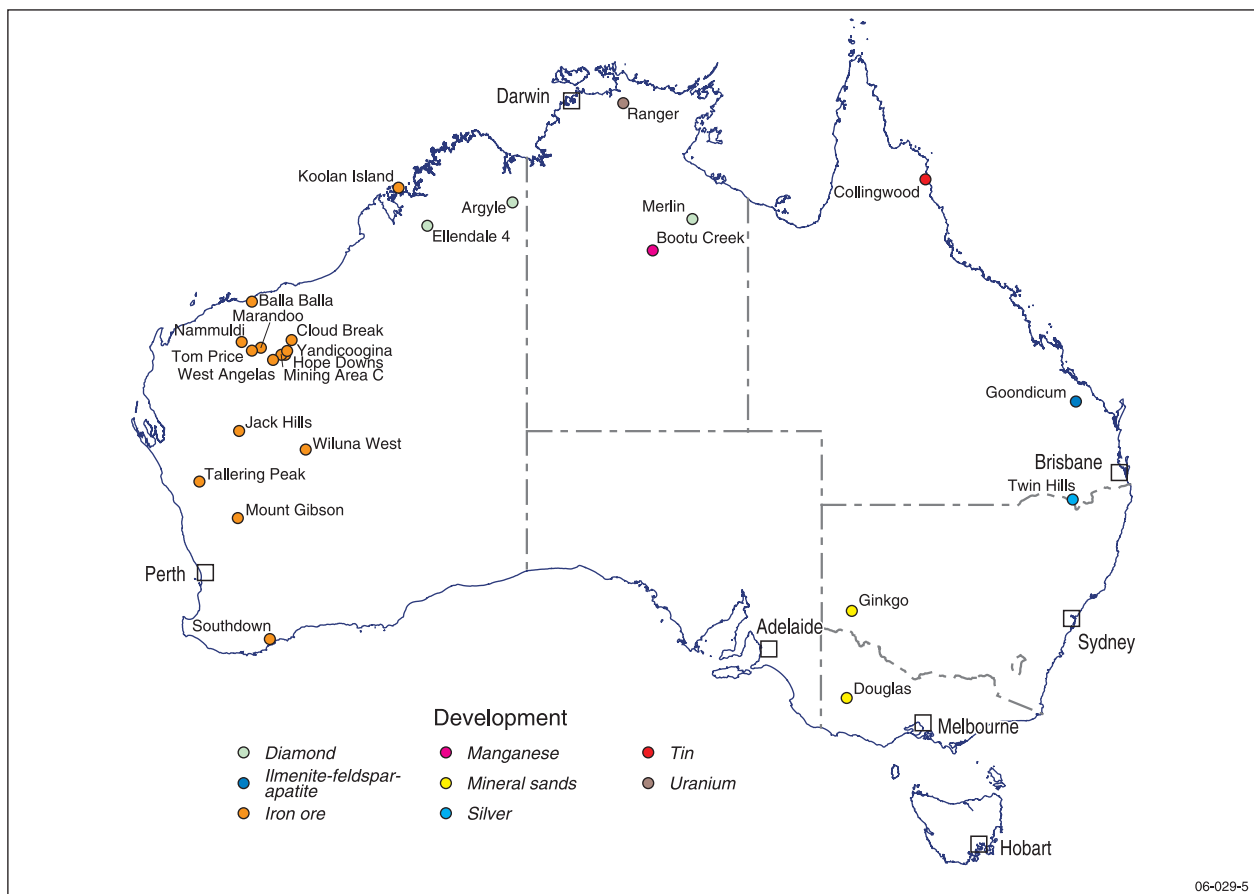 Darwin
Ranger
Koolan Island
Collingwood
Argyle
Merlin
Ellendale 4
Bootu Creek
Balla Balla
Marandoo
Nammuldi
Cloud Break
Tom Price
Yandicoogina
West Angelas
Hope Downs
Mining Area C
Goondicum
Jack Hills
Wiluna West
Brisbane
Tallering Peak
Twin Hills
Mount Gibson
Perth
Ginkgo
Southdown
Adelaide
Sydney
Douglas
Development
Melbourne
Diamond
Ilmenite-feldspar-
apatite
Iron ore
Manganese
Mineral sands
Silver
Tin
Uranium
Hobart
06-029-5